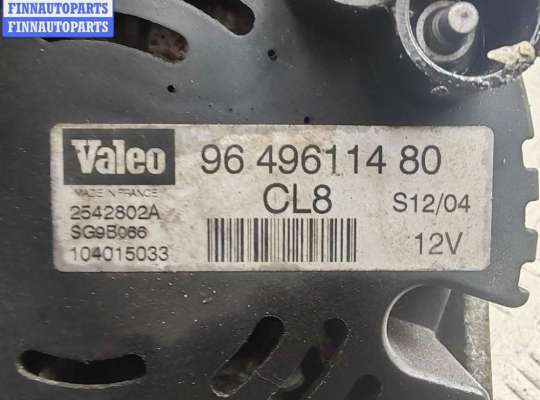 FINNAUTOPARTS
FINNAUTOPARTS
Valeo 96 496114 80
MADE IN FRANCE CL8 S12/04
2542802A
SG9B066 12V
104015033